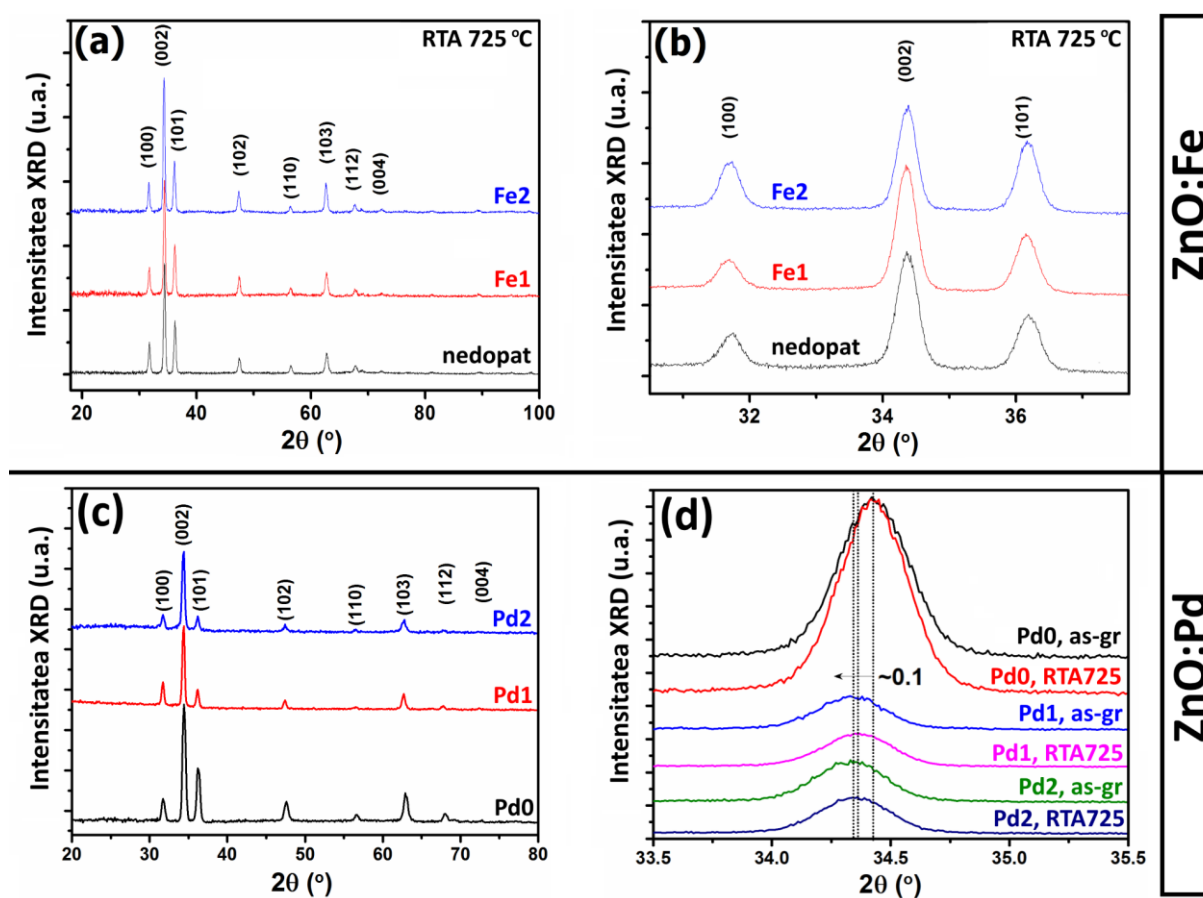 (a)
RTA 725 °C
Intensitatea XRD (u.a.)
(100)
(002)
(101)
(102)
(110)
(103)
(112)
(004)
Fe2
Fe1
nedopat
20 40 60 80 100
2θ (°)
(b)
RTA 725 °C
Intensitatea XRD (u.a.)
(100)
(002)
(101)
Fe2
Fe1
nedopat
32 34 36
2θ (°)
ZnO:Fe
(c)
Intensitatea XRD (u.a.)
(100)
(002)
(101)
(102)
(110)
(103)
(112)
(004)
Pd2
Pd1
Pd0
20 30 40 50 60 70 80
2θ (°)
(d)
Intensitatea XRD (u.a.)
Pd0, as-gr
~0.1
Pd0, RTA725
Pd1, as-gr
Pd1, RTA725
Pd2, as-gr
Pd2, RTA725
33.5 34.0 34.5 35.0 35.5
2θ (°)
ZnO:Pd